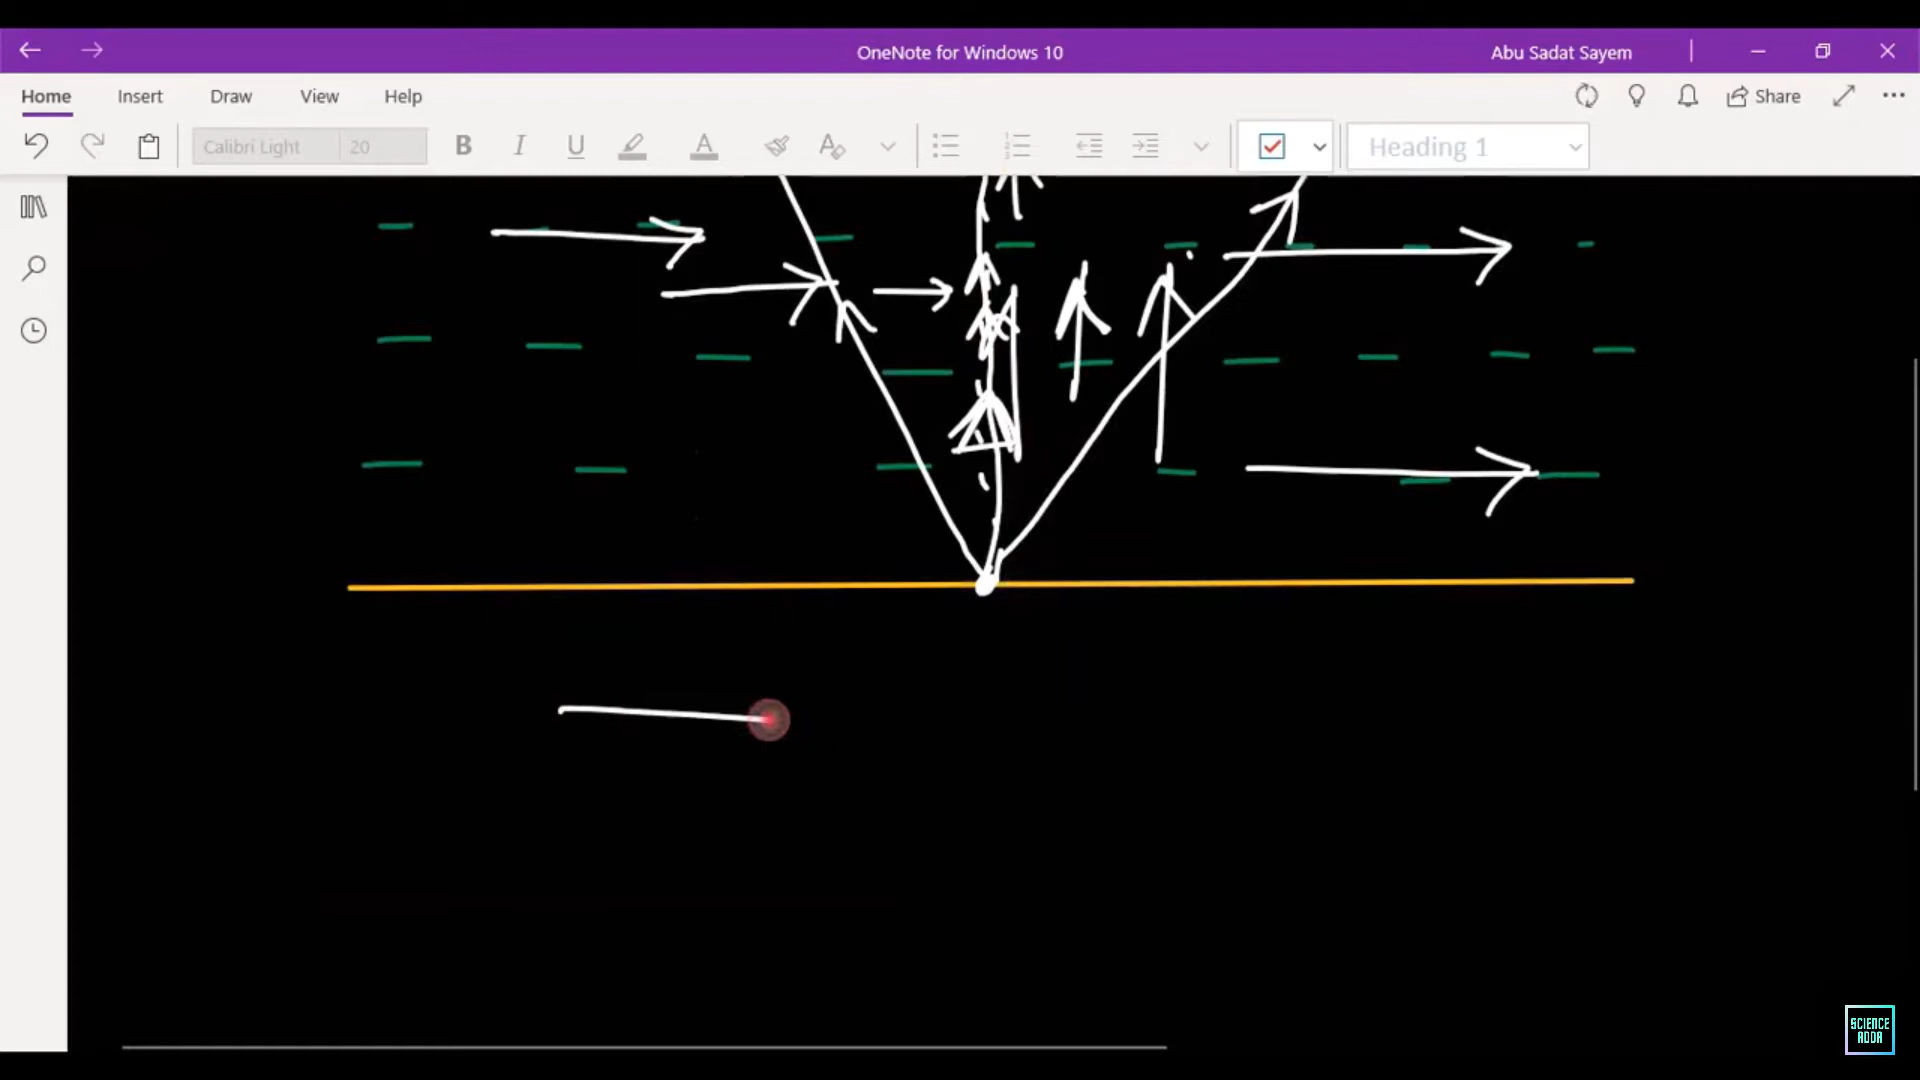 OneNote for Windows 10
Abu Sadat Sayem
Home Insert Draw View Help
Share
Calibri Light 20 B I U A A Heading 1
SCIENCE
ADDA